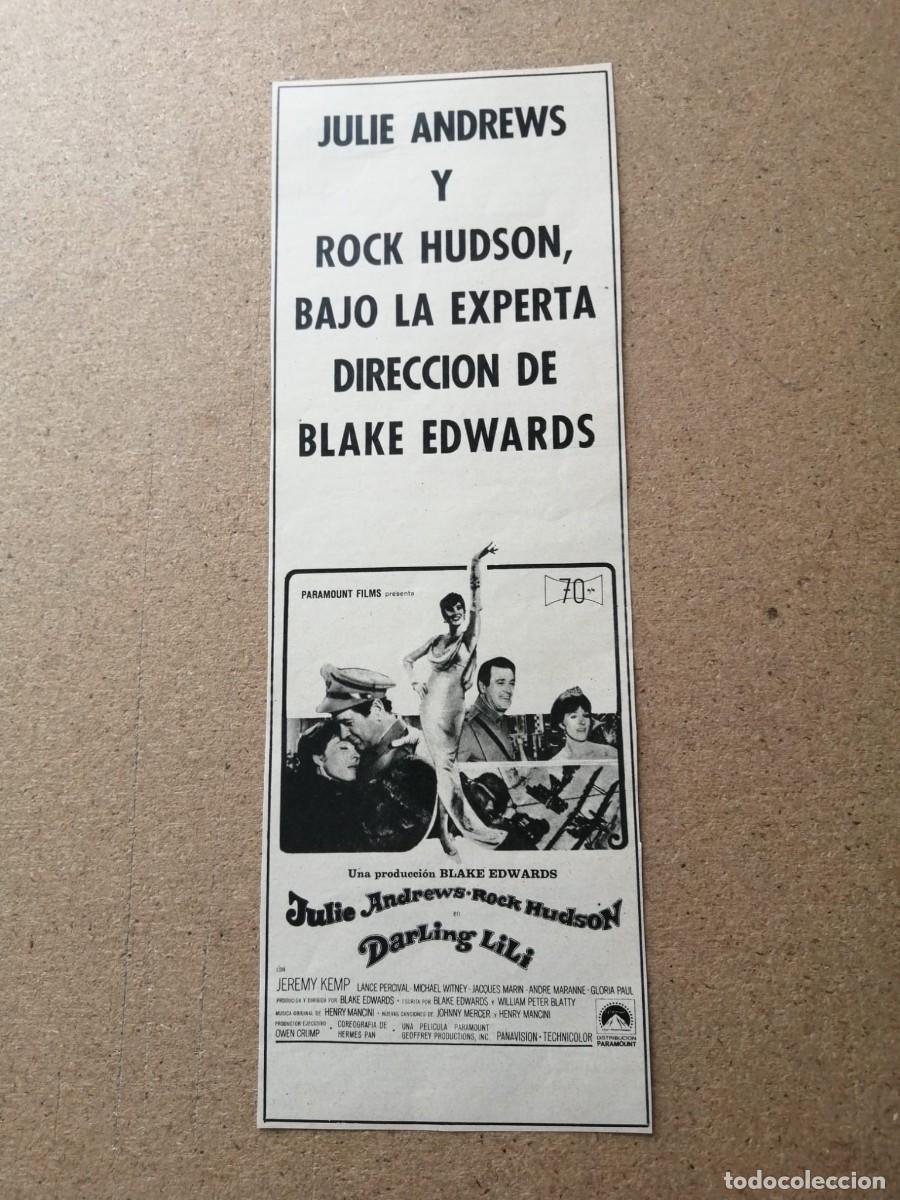 JULIE ANDREWS
Y
ROCK HUDSON,
BAJO LA EXPERTA
DIRECCION DE
BLAKE EDWARDS
PARAMOUNT FILMS presenta
70 m/m
Una producción BLAKE EDWARDS
Julie Andrews · Rock Hudson
en
Darling Lili
con
JEREMY KEMP LANCE PERCIVAL · MICHAEL WITNEY · JACQUES MARIN · ANDRE MARANNE · GLORIA PAUL
PRODUCIDA Y DIRIGIDA POR BLAKE EDWARDS · ESCRITA POR BLAKE EDWARDS Y WILLIAM PETER BLATTY
MUSICA ORIGINAL DE HENRY MANCINI · NUEVAS CANCIONES DE JOHNNY MERCER Y HENRY MANCINI
PRODUCTOR EJECUTIVO OWEN CRUMP · COREOGRAFIA DE HERMES PAN · UNA PELICULA PARAMOUNT GEOFFREY PRODUCTIONS, INC. PANAVISION · TECHNICOLOR
DISTRIBUCION
PARAMOUNT
todocoleccion